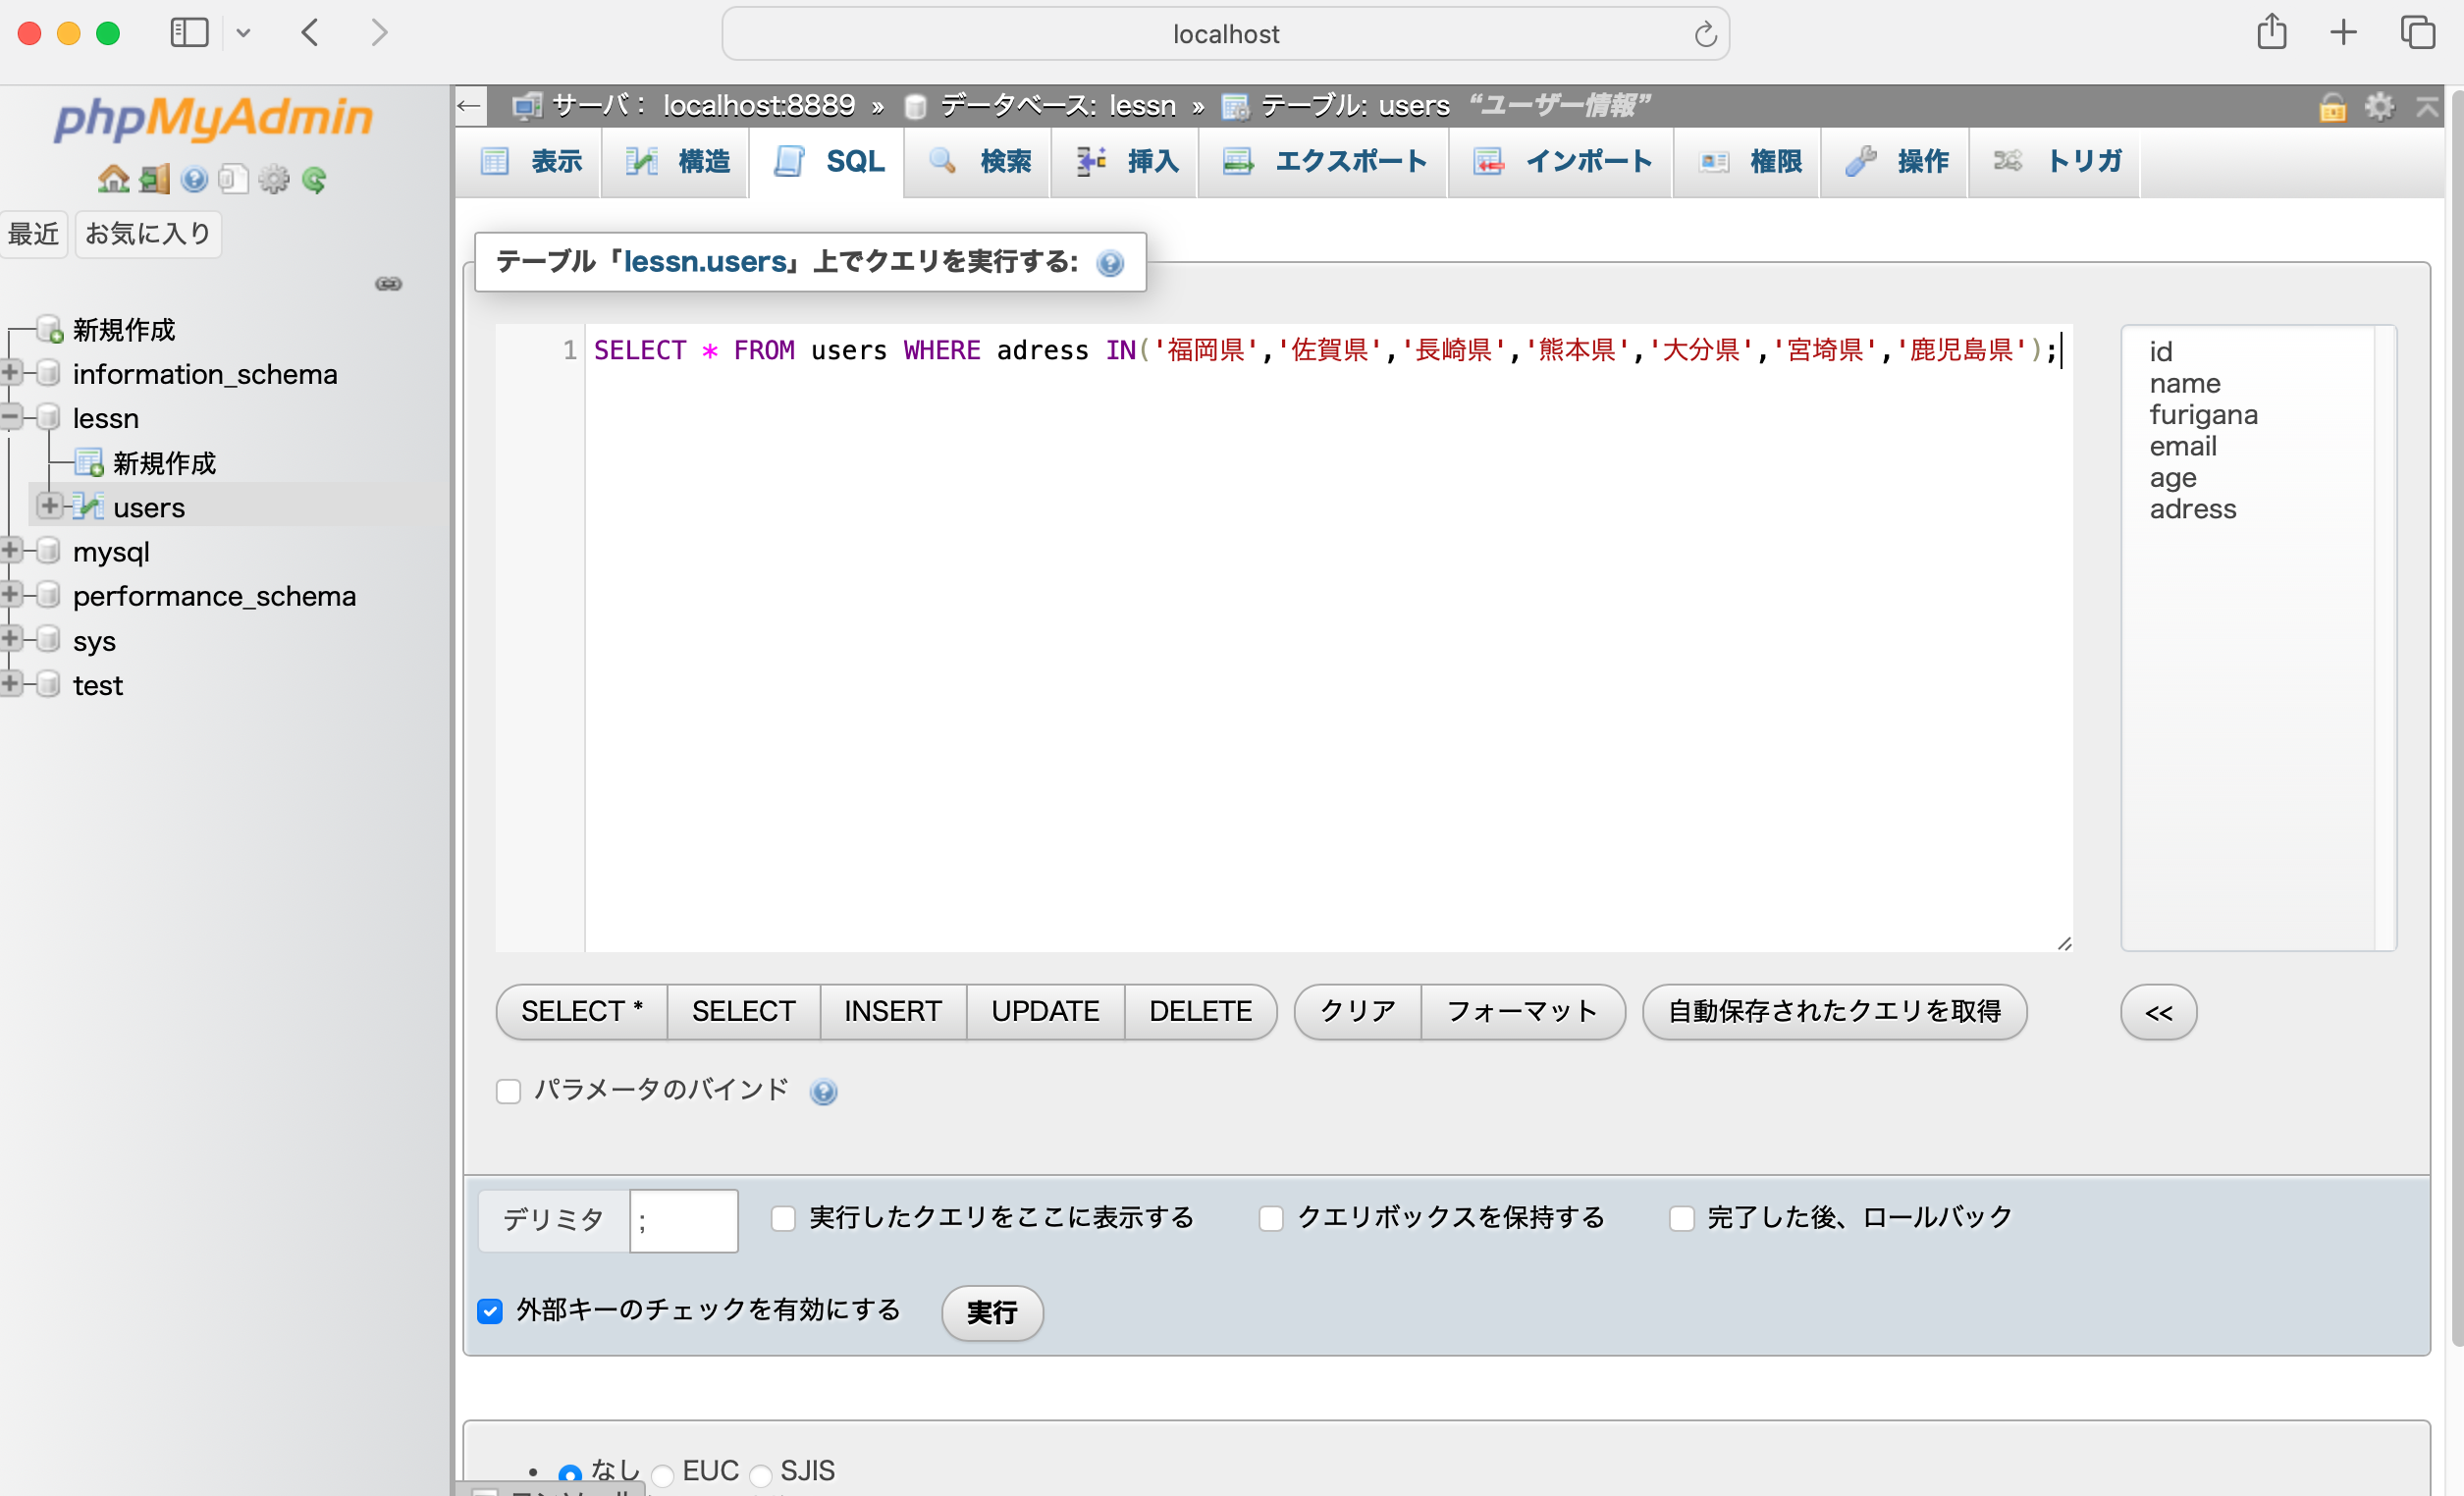 localhost
phpMyAdmin
最近 お気に入り
新規作成
information_schema
lessn
新規作成
users
mysql
performance_schema
sys
test
← サーバ: localhost:8889 » データベース: lessn » テーブル: users “ユーザー情報”
表示 構造 SQL 検索 挿入 エクスポート インポート 権限 操作 トリガ
テーブル「lessn.users」上でクエリを実行する:
1 SELECT * FROM users WHERE adress IN('福岡県','佐賀県','長崎県','熊本県','大分県','宮埼県','鹿児島県');
id
name
furigana
email
age
adress
SELECT * SELECT INSERT UPDATE DELETE クリア フォーマット 自動保存されたクエリを取得 <<
パラメータのバインド
デリミタ ; 実行したクエリをここに表示する クエリボックスを保持する 完了した後、ロールバック
外部キーのチェックを有効にする 実行
• なし EUC SJIS